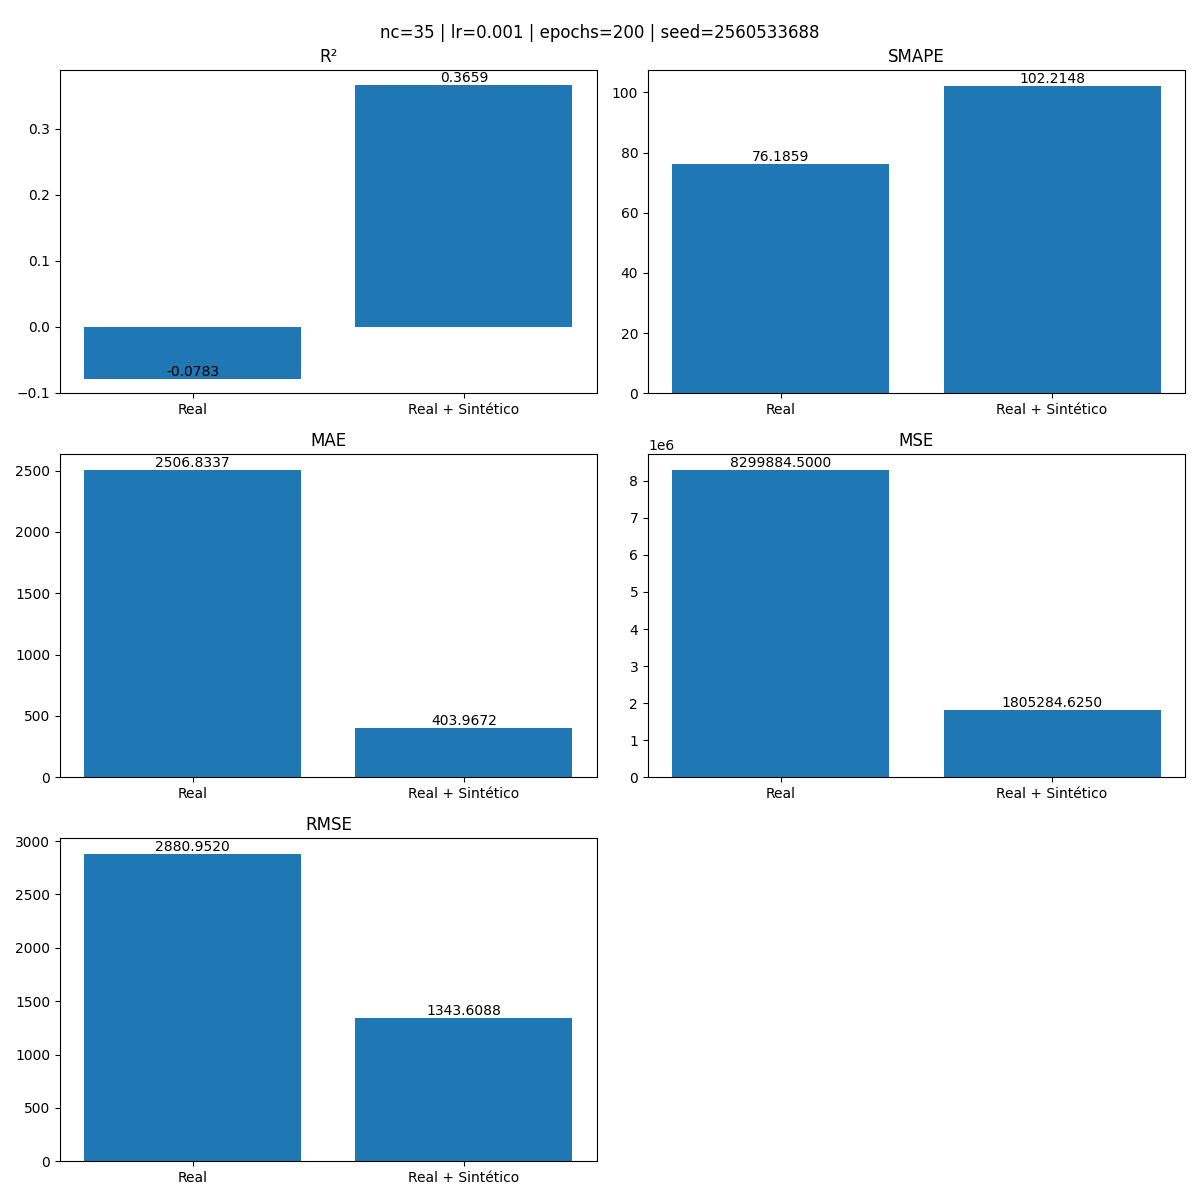 nc=35 | lr=0.001 | epochs=200 | seed=2560533688
R²
0.3659
0.3
0.2
0.1
0.0
-0.0783
−0.1
Real
Real + Sintético
SMAPE
102.2148
100
76.1859
80
60
40
20
0
Real
Real + Sintético
MAE
2506.8337
2500
2000
1500
1000
500
403.9672
0
Real
Real + Sintético
MSE
1e6
8299884.5000
8
7
6
5
4
3
2
1805284.6250
1
0
Real
Real + Sintético
RMSE
3000
2880.9520
2500
2000
1500
1343.6088
1000
500
0
Real
Real + Sintético